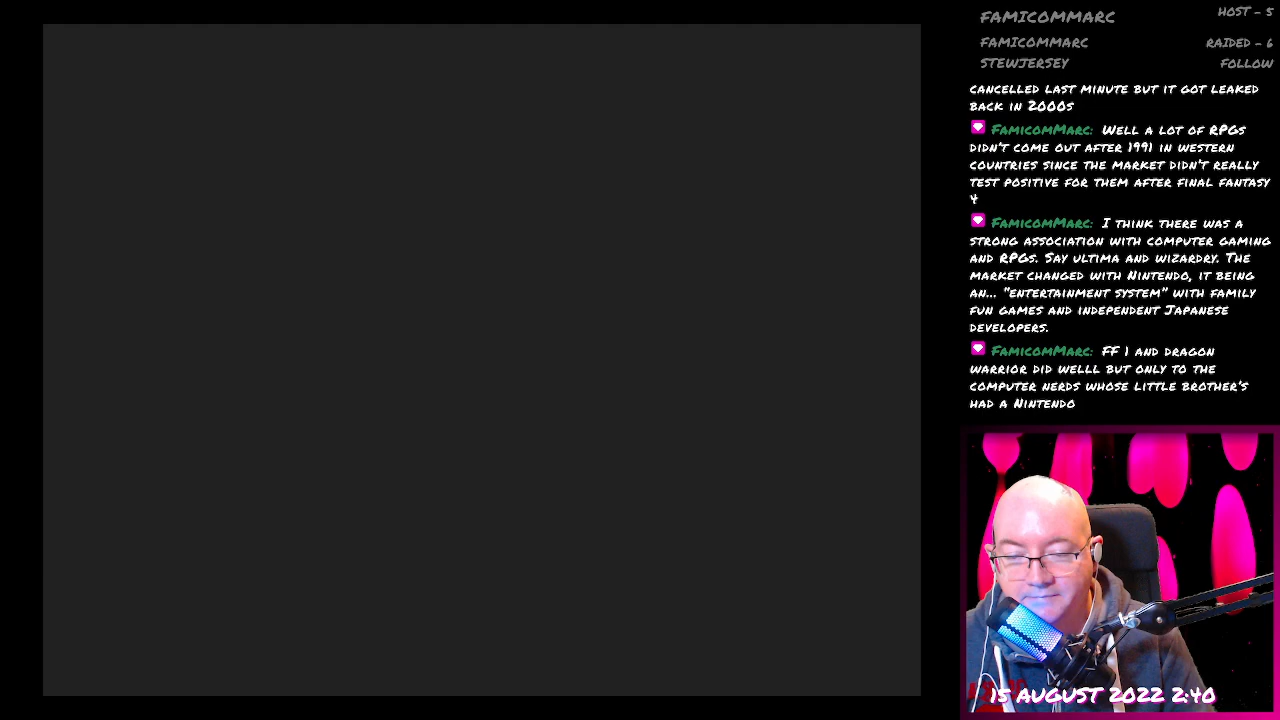 FAMICOMMARC HOST - 5
FAMICOMMARC RAIDED - 6
STEWJERSEY FOLLOW
CANCELLED LAST MINUTE BUT IT GOT LEAKED
BACK IN 2000S
FAMICOMMARC: WELL A LOT OF RPGS
DIDN'T COME OUT AFTER 1991 IN WESTERN
COUNTRIES SINCE THE MARKET DIDN'T REALLY
TEST POSITIVE FOR THEM AFTER FINAL FANTASY
4
FAMICOMMARC: I THINK THERE WAS A
STRONG ASSOCIATION WITH COMPUTER GAMING
AND RPGS. SAY ULTIMA AND WIZARDRY. THE
MARKET CHANGED WITH NINTENDO, IT BEING
AN... "ENTERTAINMENT SYSTEM" WITH FAMILY
FUN GAMES AND INDEPENDENT JAPANESE
DEVELOPERS.
FAMICOMMARC: FF 1 AND DRAGON
WARRIOR DID WELLL BUT ONLY TO THE
COMPUTER NERDS WHOSE LITTLE BROTHER'S
HAD A NINTENDO
15 AUGUST 2022 2:40